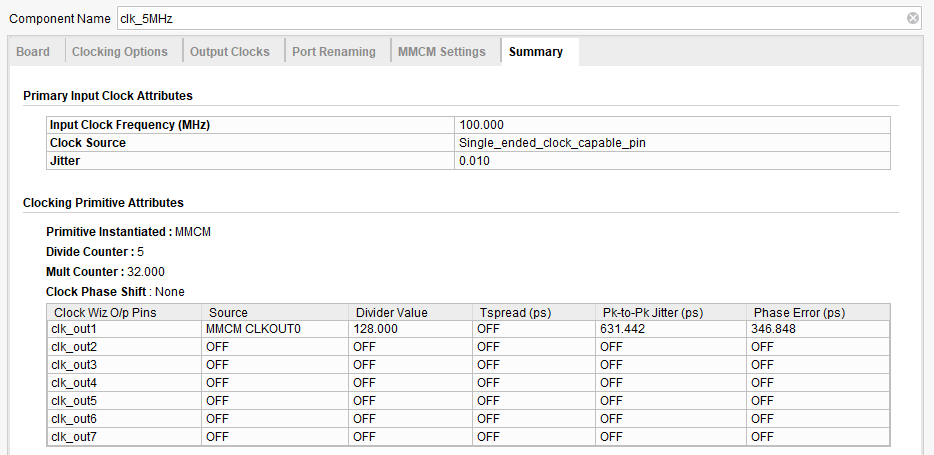 Component Name clk_5MHz
Board Clocking Options Output Clocks Port Renaming MMCM Settings Summary
Primary Input Clock Attributes
Input Clock Frequency (MHz) 100.000
Clock Source Single_ended_clock_capable_pin
Jitter 0.010
Clocking Primitive Attributes
Primitive Instantiated : MMCM
Divide Counter : 5
Mult Counter : 32.000
Clock Phase Shift : None
Clock Wiz O/p Pins Source Divider Value Tspread (ps) Pk-to-Pk Jitter (ps) Phase Error (ps)
clk_out1 MMCM CLKOUT0 128.000 OFF 631.442 346.848
clk_out2 OFF OFF OFF OFF OFF
clk_out3 OFF OFF OFF OFF OFF
clk_out4 OFF OFF OFF OFF OFF
clk_out5 OFF OFF OFF OFF OFF
clk_out6 OFF OFF OFF OFF OFF
clk_out7 OFF OFF OFF OFF OFF